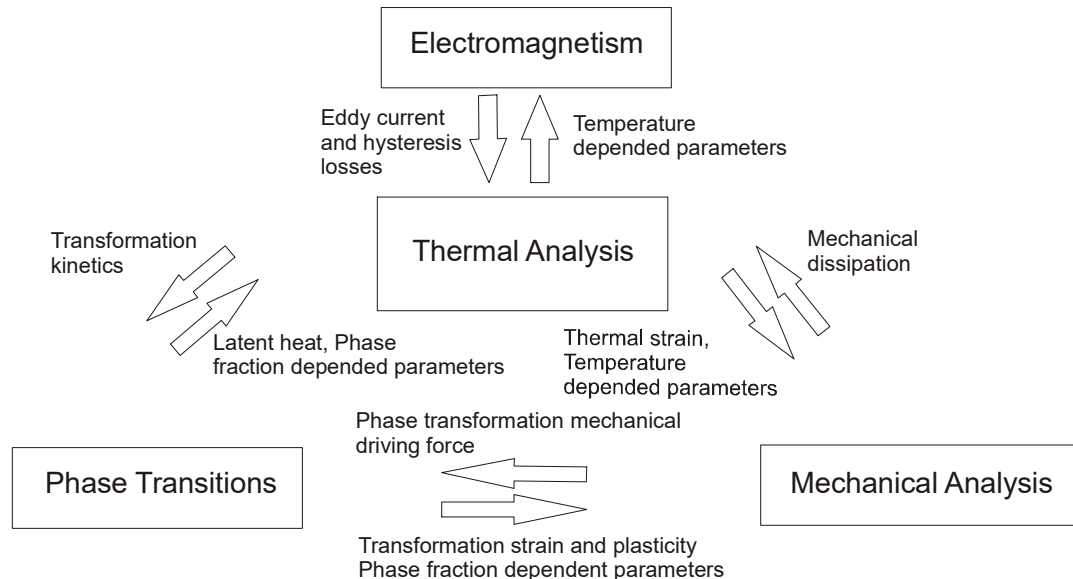 Electromagnetism
Eddy current
and hysteresis
losses
Temperature
depended parameters
Thermal Analysis
Transformation
kinetics
Mechanical
dissipation
Latent heat, Phase
fraction depended parameters
Thermal strain,
Temperature
depended parameters
Phase transformation mechanical
driving force
Phase Transitions
Mechanical Analysis
Transformation strain and plasticity
Phase fraction dependent parameters